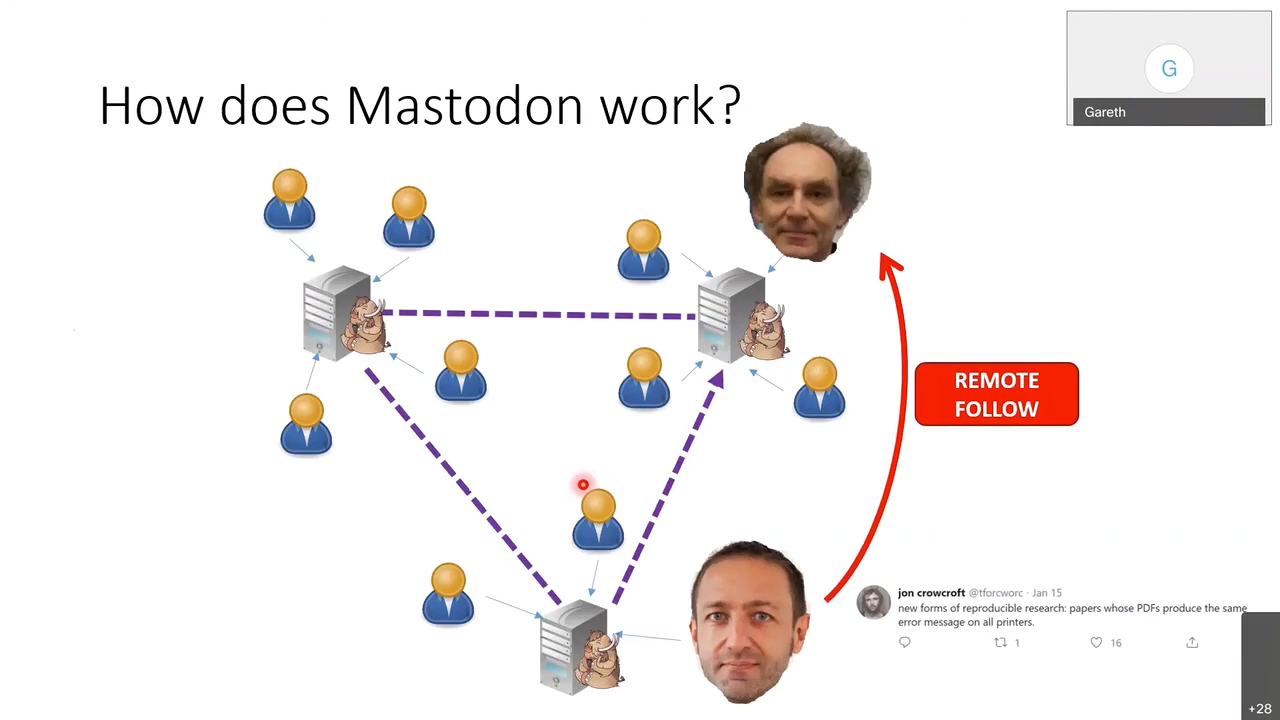 G
Gareth
How does Mastodon work?
REMOTE
FOLLOW
jon crowcroft @tforcworc · Jan 15
new forms of reproducible research: papers whose PDFs produce the same
error message on all printers.
1 16
+28